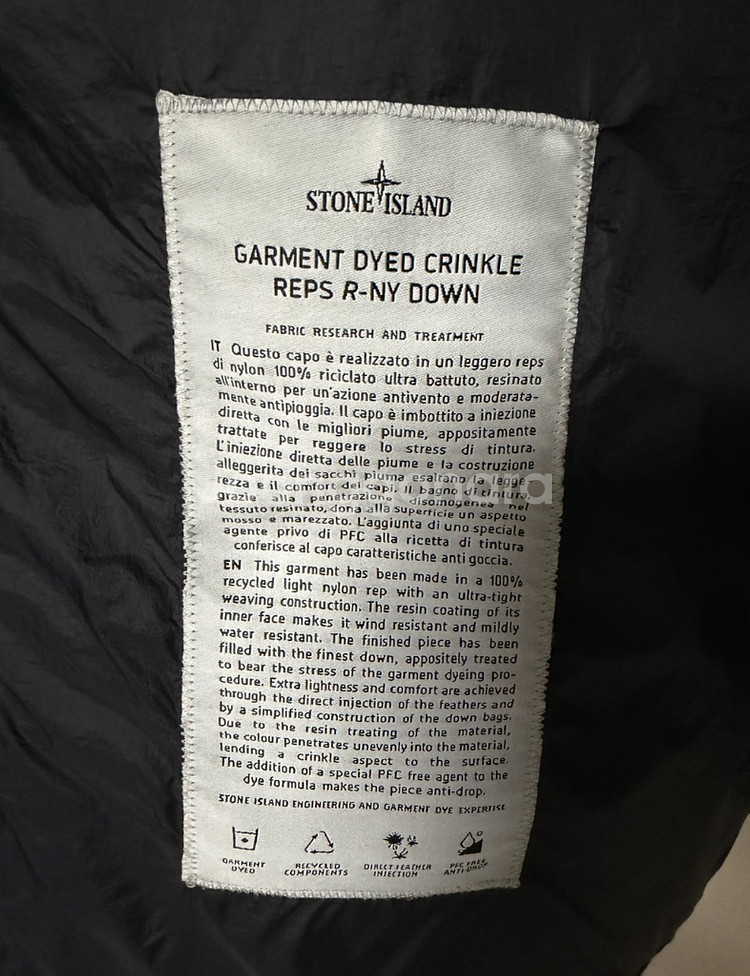 STONE ISLAND
GARMENT DYED CRINKLE
REPS R-NY DOWN
FABRIC RESEARCH AND TREATMENT
IT Questo capo è realizzato in un leggero reps
di nylon 100% riciclato ultra battuto, resinato
all'interno per un'azione antivento e moderata-
mente antipioggia. Il capo è imbottito a iniezione
diretta con le migliori piume, appositamente
trattate per reggere lo stress di tintura.
L'iniezione diretta delle piume e la costruzione
alleggerita dei sacchi piuma esaltano la legge
rezza e il comfort dei capi. Il bagno di tintura
grazie alla penetrazione disomogenea nel
tessuto resinato, dona alla superficie un aspetto
mosso e marezzato. L'aggiunta di uno speciale
agente privo di PFC alla ricetta di tintura
conferisce al capo caratteristiche anti goccia.
EN This garment has been made in a 100%
recycled light nylon rep with an ultra-tight
weaving construction. The resin coating of its
inner face makes it wind resistant and mildly
water resistant. The finished piece has been
filled with the finest down, appositely treated
to bear the stress of the garment dyeing pro-
cedure. Extra lightness and comfort are achieved
through the direct injection of the feathers and
by a simplified construction of the down bags.
Due to the resin treating of the material,
the colour penetrates unevenly into the material,
lending a crinkle aspect to the surface.
The addition of a special PFC free agent to the
dye formula makes the piece anti-drop.
STONE ISLAND ENGINEERING AND GARMENT DYE EXPERTISE
GARMENT DYED
RECYCLED COMPONENTS
DIRECT FEATHER INJECTION
PFC FREE ANTI DROP